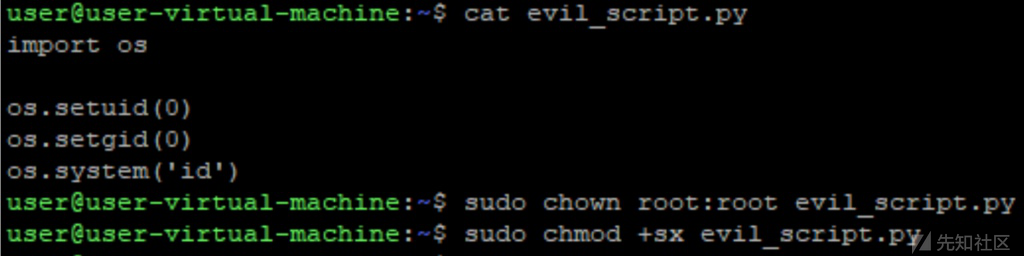 user@user-virtual-machine:~$ cat evil_script.py
import os

os.setuid(0)
os.setgid(0)
os.system('id')
user@user-virtual-machine:~$ sudo chown root:root evil_script.py
user@user-virtual-machine:~$ sudo chmod +sx evil_script.py
先知社区